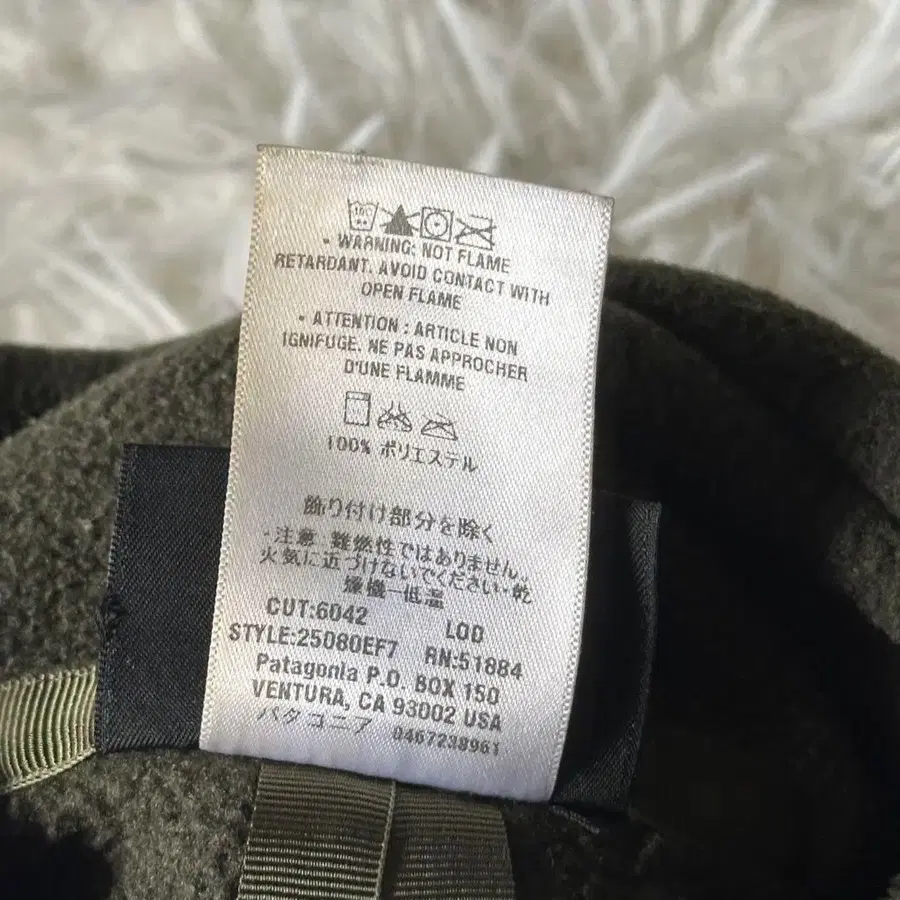 • WARNING: NOT FLAME
RETARDANT. AVOID CONTACT WITH
OPEN FLAME
• ATTENTION : ARTICLE NON
IGNIFUGE. NE PAS APPROCHER
D'UNE FLAMME
100% ポリエステル
飾り付け部分を除く
・注意 難燃性ではありません。
火気に近づけないでください・乾
燥機ー低温
CUT:6042 LOD
STYLE:25080EF7 RN:51884
Patagonia P.O. BOX 150
VENTURA, CA 93002 USA
パタゴニア 0467238961